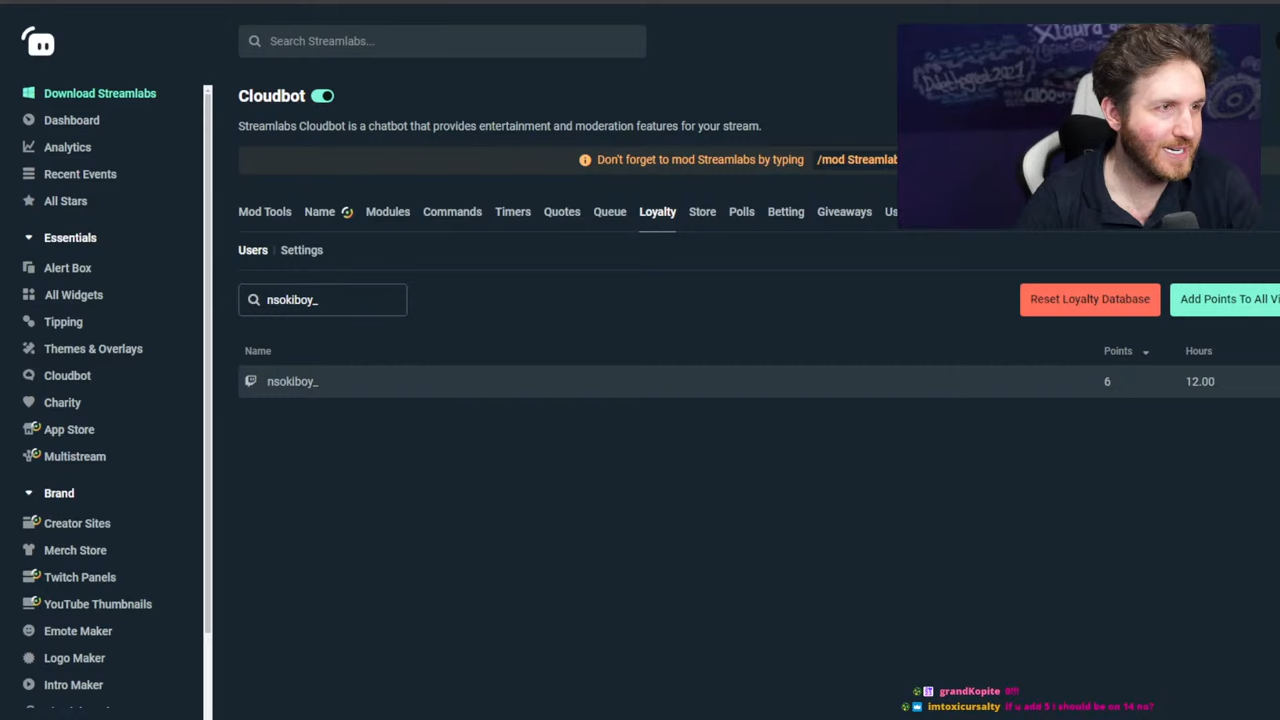 Search Streamlabs...
Download Streamlabs
Dashboard
Analytics
Recent Events
All Stars
Essentials
Alert Box
All Widgets
Tipping
Themes & Overlays
Cloudbot
Charity
App Store
Multistream
Brand
Creator Sites
Merch Store
Twitch Panels
YouTube Thumbnails
Emote Maker
Logo Maker
Intro Maker
Cloudbot
Streamlabs Cloudbot is a chatbot that provides entertainment and moderation features for your stream.
Don't forget to mod Streamlabs by typing /mod Streamlab
Mod Tools Name Modules Commands Timers Quotes Queue Loyalty Store Polls Betting Giveaways Us
Users Settings
nsokiboy_
Reset Loyalty Database Add Points To All Vi
Name Points Hours
nsokiboy_ 6 12.00
grandKopite
imtoxicursalty If u add 5 i should be on 14 no?